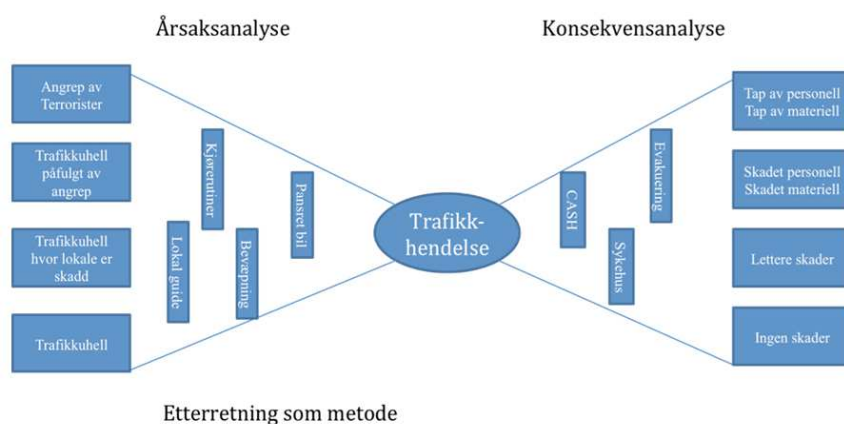 Årsaksanalyse
Konsekvensanalyse
Angrep av
Terrorister
Trafikkuhell
påfulgt av
angrep
Trafikkuhell
hvor lokale er
skadd
Trafikkuhell
Lokal guide
Kjørerutiner
Bevæpning
Pansret bil
Trafikk-
hendelse
CASH
Sykehus
Evakuering
Tap av personell
Tap av materiell
Skadet personell
Skadet materiell
Lettere skader
Ingen skader
Etterretning som metode